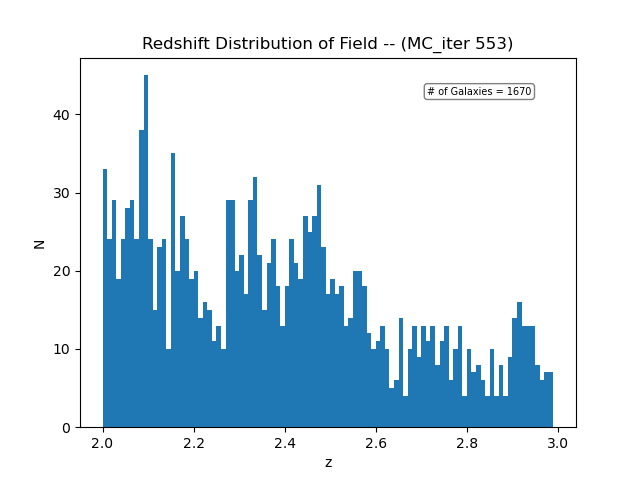 Redshift Distribution of Field -- (MC_iter 553)
# of Galaxies = 1670
40
30
20
10
0
N
2.0 2.2 2.4 2.6 2.8 3.0
z